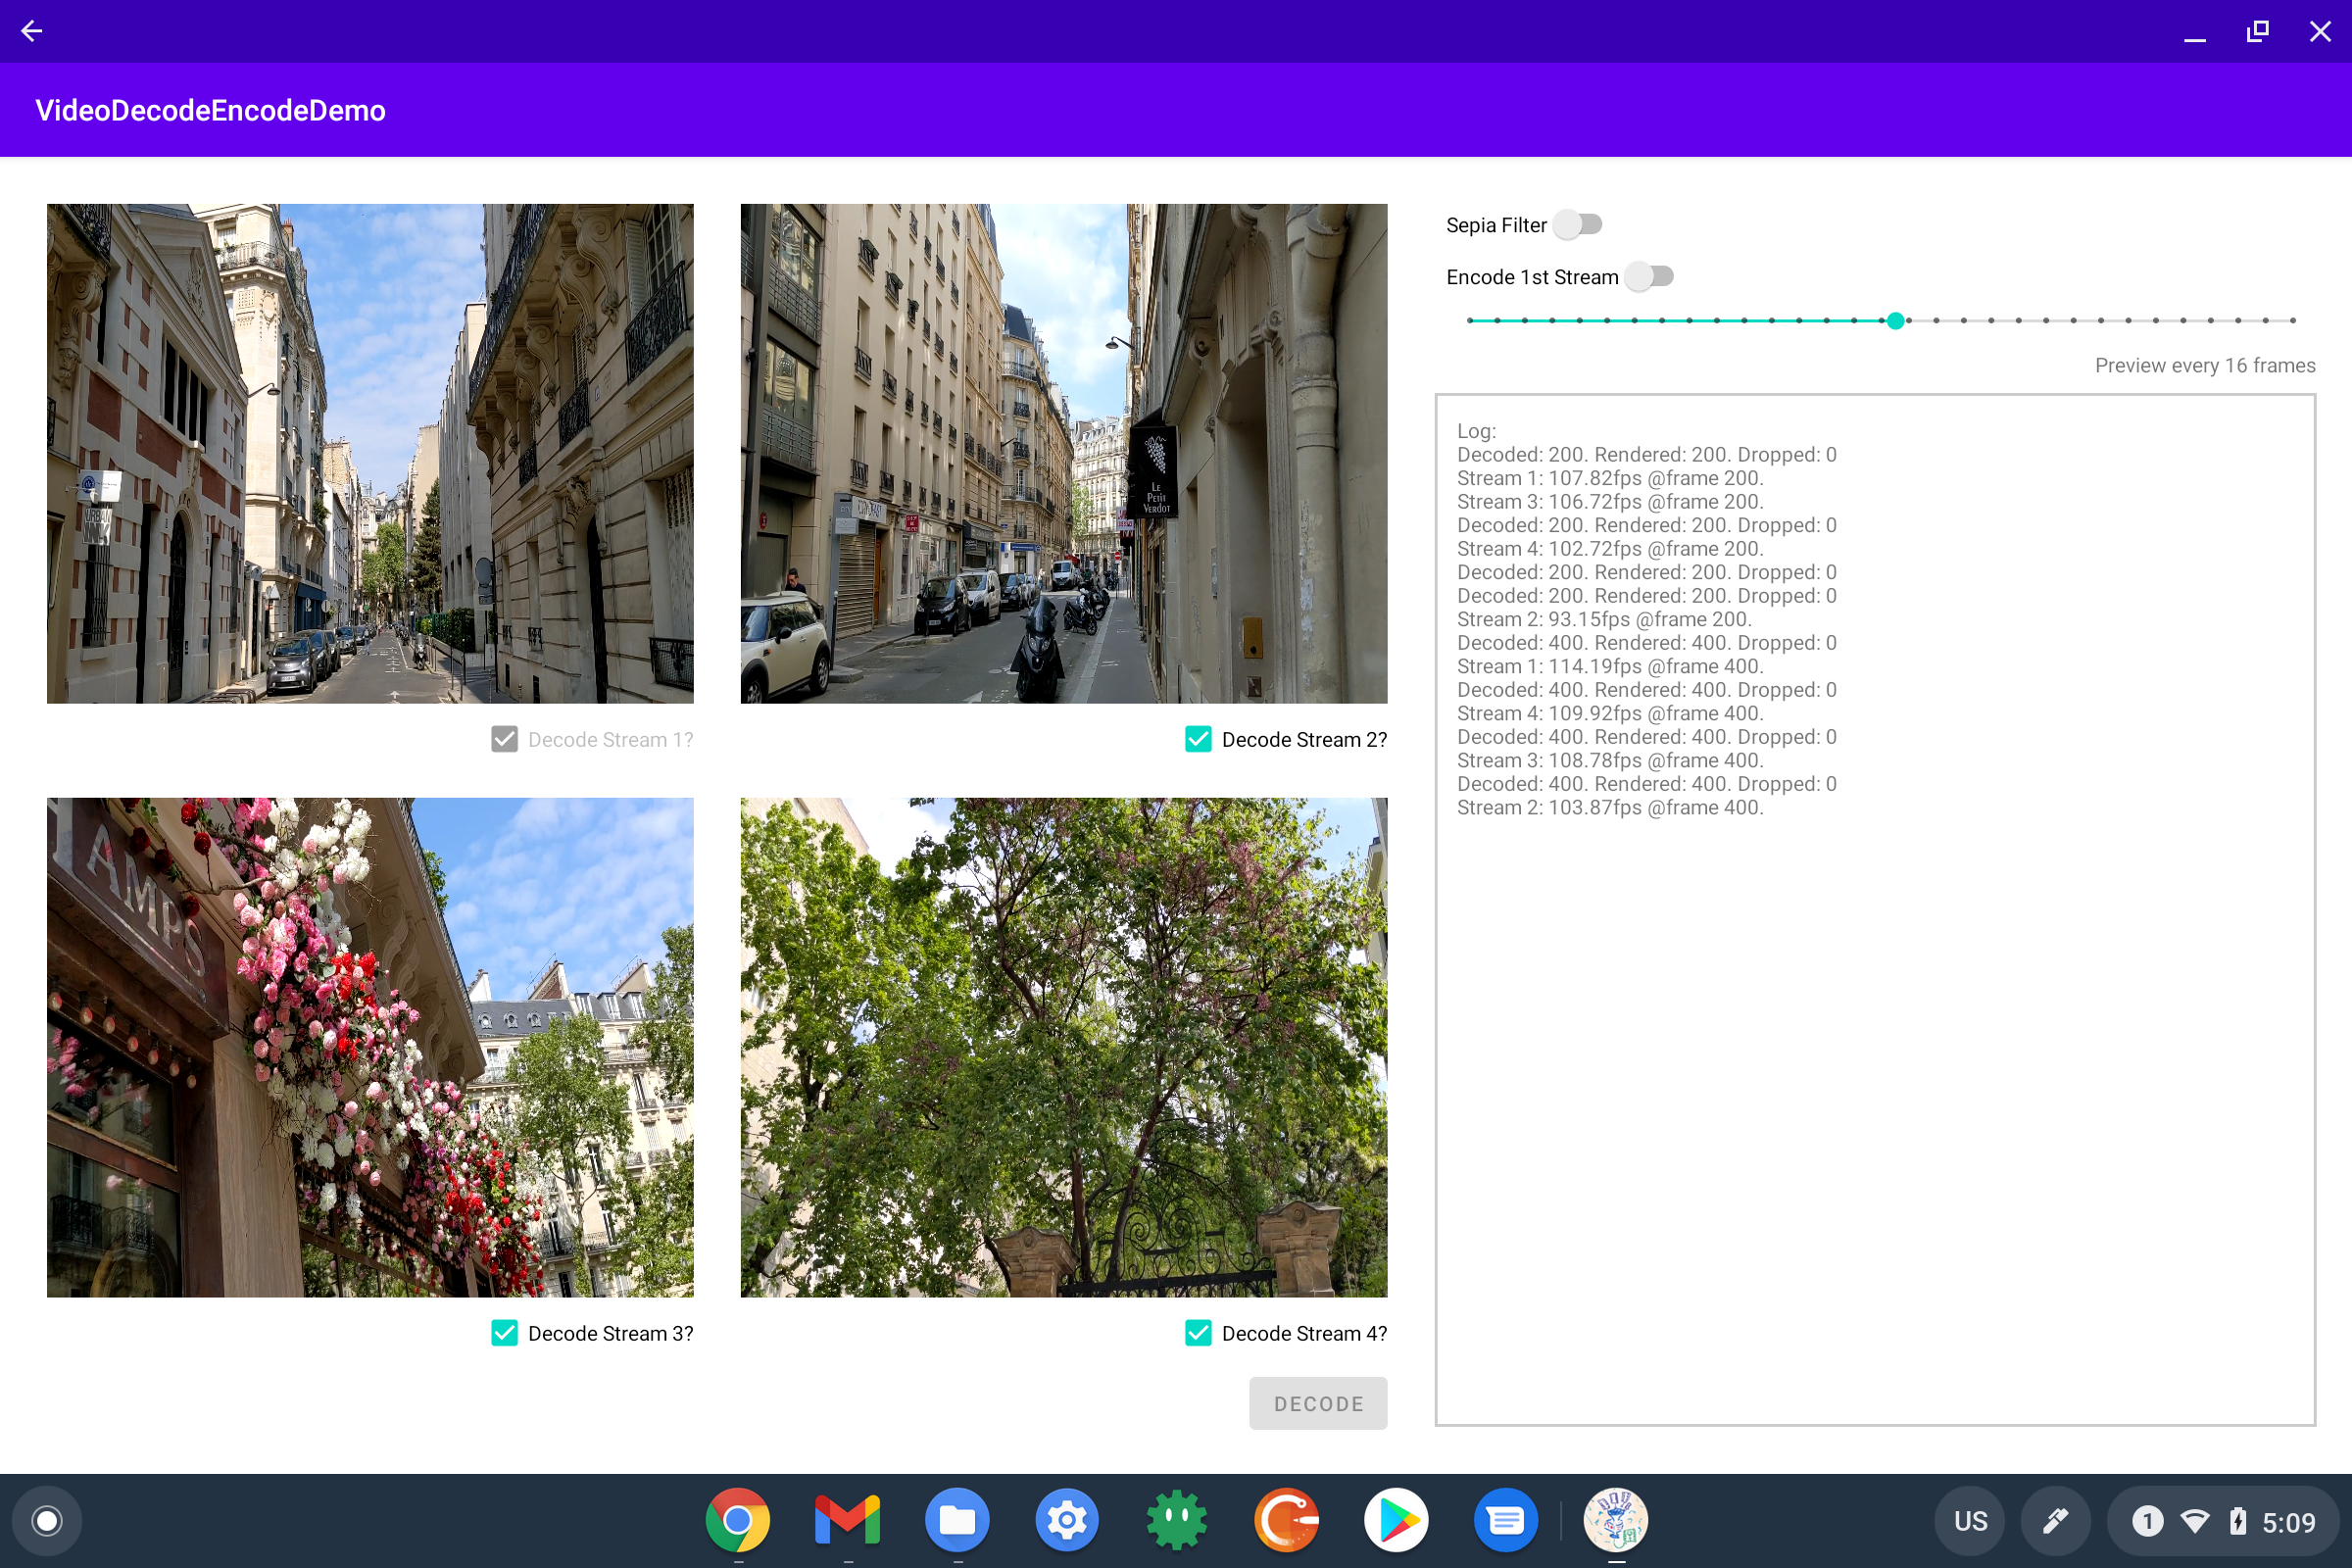 VideoDecodeEncodeDemo
LE
PETIT
VERDOT
Decode Stream 1?
Decode Stream 2?
AMPS
Decode Stream 3?
Decode Stream 4?
DECODE
Sepia Filter
Encode 1st Stream
Preview every 16 frames
Log:
Decoded: 200. Rendered: 200. Dropped: 0
Stream 1: 107.82fps @frame 200.
Stream 3: 106.72fps @frame 200.
Decoded: 200. Rendered: 200. Dropped: 0
Stream 4: 102.72fps @frame 200.
Decoded: 200. Rendered: 200. Dropped: 0
Decoded: 200. Rendered: 200. Dropped: 0
Stream 2: 93.15fps @frame 200.
Decoded: 400. Rendered: 400. Dropped: 0
Stream 1: 114.19fps @frame 400.
Decoded: 400. Rendered: 400. Dropped: 0
Stream 4: 109.92fps @frame 400.
Decoded: 400. Rendered: 400. Dropped: 0
Stream 3: 108.78fps @frame 400.
Decoded: 400. Rendered: 400. Dropped: 0
Stream 2: 103.87fps @frame 400.
US
1
5:09